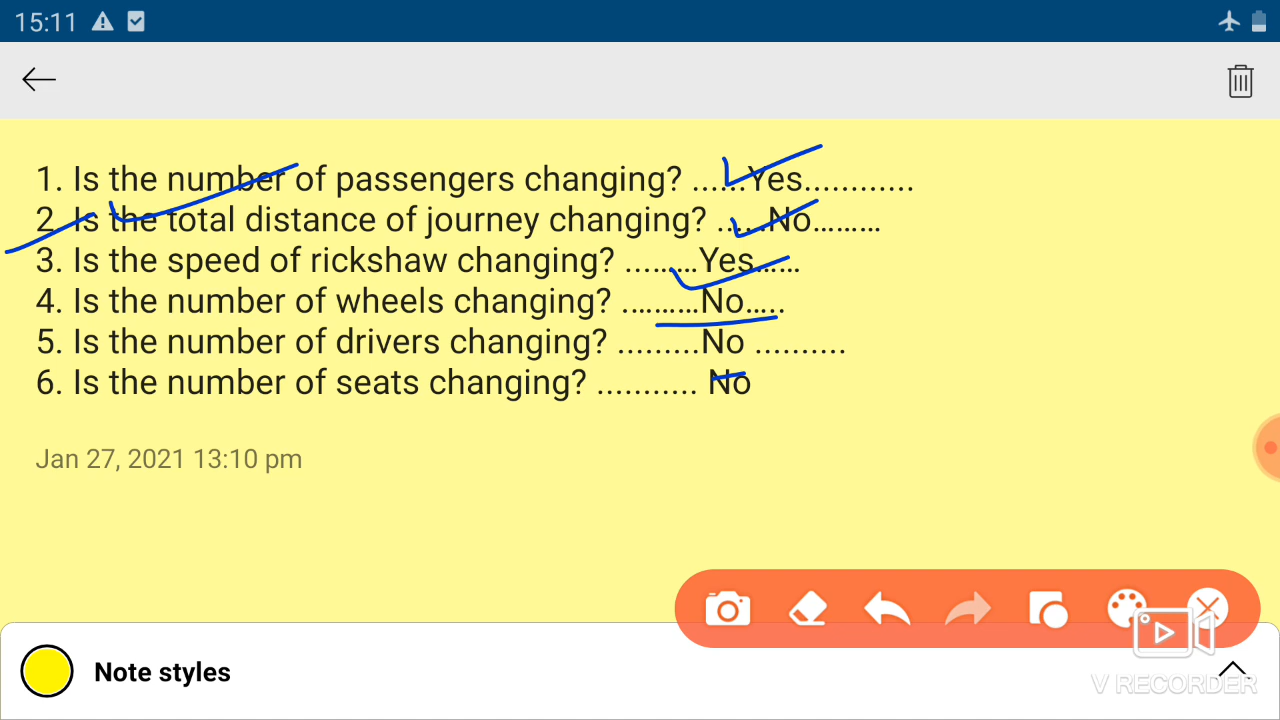 15:11
1. Is the number of passengers changing? ......Yes............
2. Is the total distance of journey changing? .....No.........
3. Is the speed of rickshaw changing? .........Yes......
4. Is the number of wheels changing? ..........No.....
5. Is the number of drivers changing? .........No ..........
6. Is the number of seats changing? ........... No
Jan 27, 2021 13:10 pm
Note styles
V RECORDER